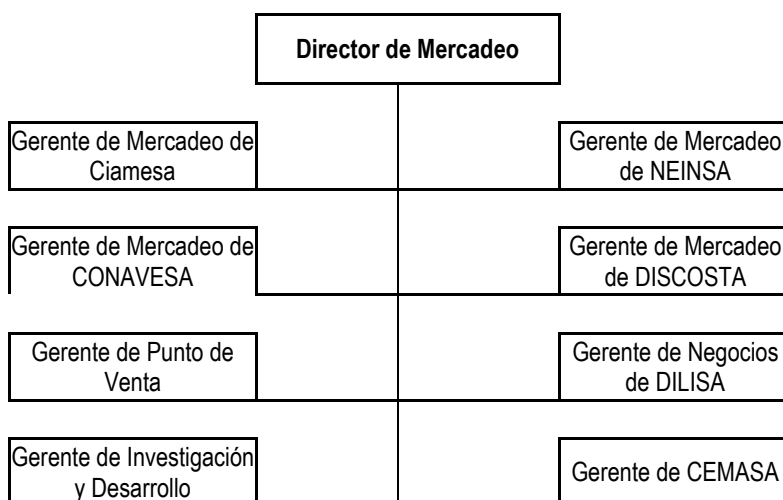 Director de Mercadeo
Gerente de Mercadeo de
Ciamesa
Gerente de Mercadeo
de NEINSA
Gerente de Mercadeo de
CONAVESA
Gerente de Mercadeo
de DISCOSTA
Gerente de Punto de
Venta
Gerente de Negocios
de DILISA
Gerente de Investigación
y Desarrollo
Gerente de CEMASA